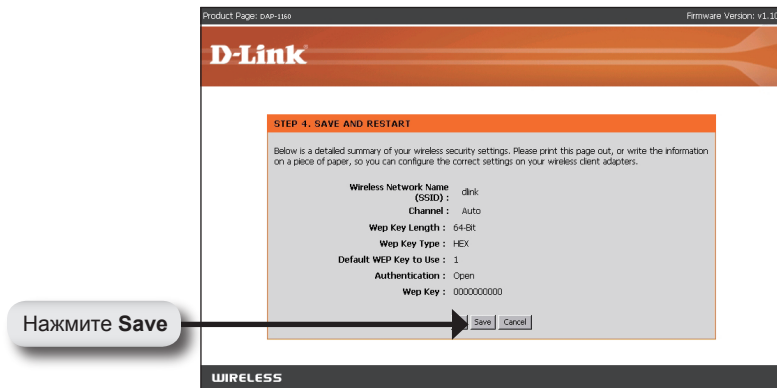 Product Page: DAP-1160 Firmware Version: v1.10
D-Link
STEP 4. SAVE AND RESTART
Below is a detailed summary of your wireless security settings. Please print this page out, or write the information
on a piece of paper, so you can configure the correct settings on your wireless client adapters.
Wireless Network Name
(SSID) : dlink
Channel : Auto
Wep Key Length : 64-Bit
Wep Key Type : HEX
Default WEP Key to Use : 1
Authentication : Open
Wep Key : 0000000000
Нажмите Save
Save Cancel
WIRELESS